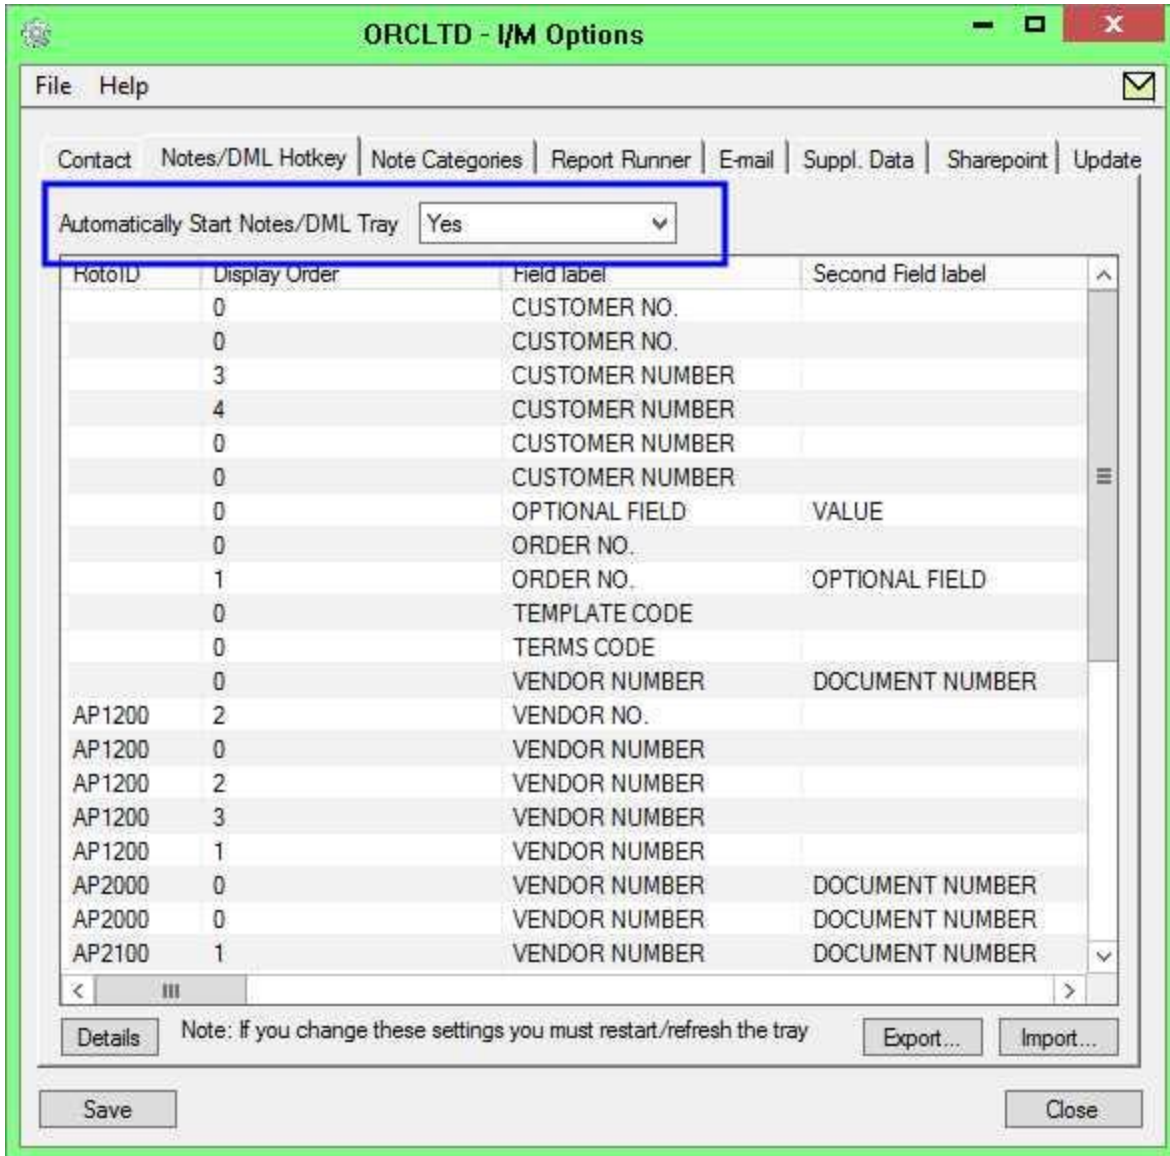 ORCLTD - I/M Options
File Help
Contact Notes/DML Hotkey Note Categories Report Runner E-mail Suppl. Data Sharepoint Update
Automatically Start Notes/DML Tray Yes
RotoID Display Order Field label Second Field label
0 CUSTOMER NO.
0 CUSTOMER NO.
3 CUSTOMER NUMBER
4 CUSTOMER NUMBER
0 CUSTOMER NUMBER
0 CUSTOMER NUMBER
0 OPTIONAL FIELD VALUE
0 ORDER NO.
1 ORDER NO. OPTIONAL FIELD
0 TEMPLATE CODE
0 TERMS CODE
0 VENDOR NUMBER DOCUMENT NUMBER
AP1200 2 VENDOR NO.
AP1200 0 VENDOR NUMBER
AP1200 2 VENDOR NUMBER
AP1200 3 VENDOR NUMBER
AP1200 1 VENDOR NUMBER
AP2000 0 VENDOR NUMBER DOCUMENT NUMBER
AP2000 0 VENDOR NUMBER DOCUMENT NUMBER
AP2100 1 VENDOR NUMBER DOCUMENT NUMBER
Details Note: If you change these settings you must restart/refresh the tray Export... Import...
Save Close